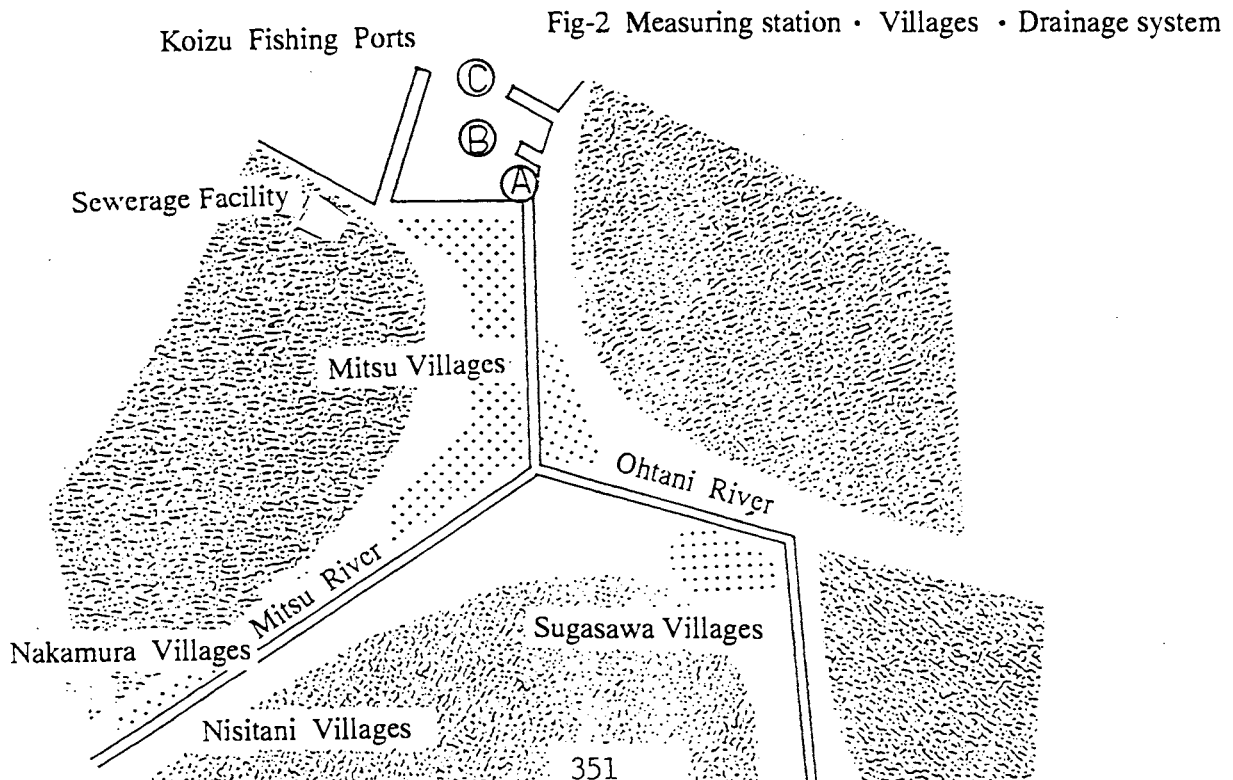 Fig-2 Measuring station · Villages · Drainage system
Koizu Fishing Ports
C
B
A
Sewerage Facility
Mitsu Villages
Ohtani River
Mitsu River
Sugasawa Villages
Nakamura Villages
Nisitani Villages
351